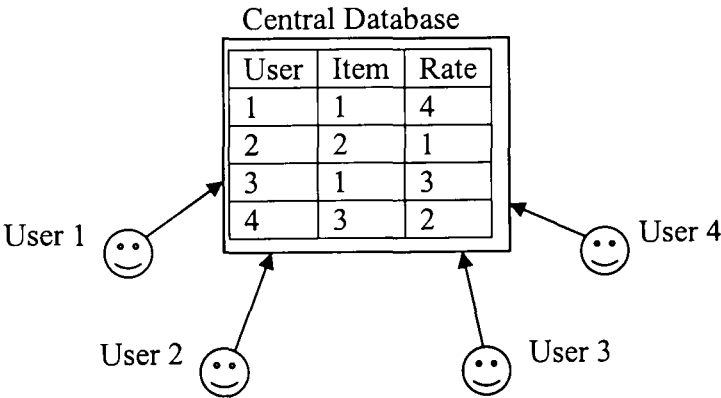 Central Database
User Item Rate
1 1 4
2 2 1
3 1 3
4 3 2
User 1
User 4
User 2
User 3